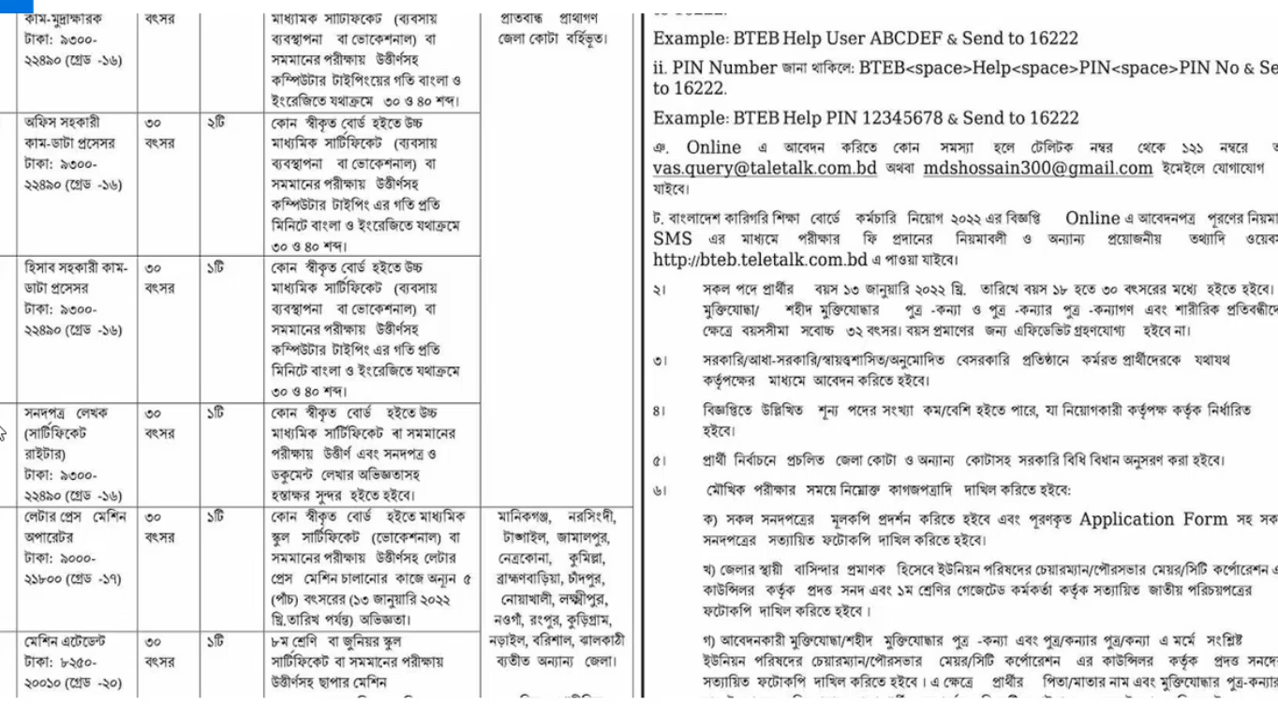 কাম-মুদ্রাক্ষরিক
টাকা: ৯৩০০-
২২৪৯০ (গ্রেড -১৬)
বৎসর
মাধ্যমিক সার্টিফিকেট (ব্যবসায়
ব্যবস্থাপনা বা ভোকেশনাল) বা
সমমানের পরীক্ষায় উত্তীর্ণসহ
কম্পিউটার টাইপিংয়ের গতি বাংলা ও
ইংরেজিতে যথাক্রমে ৩০ ও ৪০ শব্দ।
প্রতিবন্ধি প্রার্থীগণ
জেলা কোটা বর্হিভূত।
অফিস সহকারী
কাম-ডাটা প্রসেসর
টাকা: ৯৩০০-
২২৪৯০ (গ্রেড -১৬)
৩০
বৎসর
২টি
কোন স্বীকৃত বোর্ড হইতে উচ্চ
মাধ্যমিক সার্টিফিকেট (ব্যবসায়
ব্যবস্থাপনা বা ভোকেশনাল) বা
সমমানের পরীক্ষায় উত্তীর্ণসহ
কম্পিউটার টাইপিং এর গতি প্রতি
মিনিটে বাংলা ও ইংরেজিতে যথাক্রমে
৩০ ও ৪০ শব্দ।
হিসাব সহকারী কাম-
ডাটা প্রসেসর
টাকা: ৯৩০০-
২২৪৯০ (গ্রেড -১৬)
৩০
বৎসর
১টি
কোন স্বীকৃত বোর্ড হইতে উচ্চ
মাধ্যমিক সার্টিফিকেট (ব্যবসায়
ব্যবস্থাপনা বা ভোকেশনাল) বা
সমমানের পরীক্ষায় উত্তীর্ণসহ
কম্পিউটার টাইপিং এর গতি প্রতি
মিনিটে বাংলা ও ইংরেজিতে যথাক্রমে
৩০ ও ৪০ শব্দ।
সনদপত্র লেখক
(সার্টিফিকেট
রাইটার)
টাকা: ৯৩০০-
২২৪৯০ (গ্রেড -১৬)
৩০
বৎসর
১টি
কোন স্বীকৃত বোর্ড হইতে উচ্চ
মাধ্যমিক সার্টিফিকেট বা সমমানের
পরীক্ষায় উত্তীর্ণ এবং সনদপত্র ও
ডকুমেন্ট লেখার অভিজ্ঞতাসহ
হস্তাক্ষর সুন্দর হইতে হইবে।
লেটার প্রেস মেশিন
অপারেটর
টাকা: ৯০০০-
২১৮০০ (গ্রেড -১৭)
৩০
বৎসর
১টি
কোন স্বীকৃত বোর্ড হইতে মাধ্যমিক
স্কুল সার্টিফিকেট (ভোকেশনাল) বা
সমমানের পরীক্ষায় উত্তীর্ণসহ লেটার
প্রেস মেশিন চালানোর কাজে অন্যূন ৫
(পাঁচ) বৎসরের (১৩ জানুয়ারি ২০২২
খ্রি.তারিখ পর্যন্ত) অভিজ্ঞতা।
মানিকগঞ্জ, নরসিংদী,
টাঙ্গাইল, জামালপুর,
নেত্রকোনা, কুমিল্লা,
ব্রাহ্মণবাড়িয়া, চাঁদপুর,
নোয়াখালী, লক্ষ্মীপুর,
নওগাঁ, রংপুর, কুড়িগ্রাম,
নড়াইল, বরিশাল, ঝালকাঠী
ব্যতীত অন্যান্য জেলা।
মেশিন এটেন্ডেন্ট
টাকা: ৮২৫০-
২০০১০ (গ্রেড -২০)
৩০
বৎসর
১টি
৮ম শ্রেণি বা জুনিয়র স্কুল
সার্টিফিকেট বা সমমানের পরীক্ষায়
উত্তীর্ণসহ ছাপার মেশিন
to 16222.
Example: BTEB Help User ABCDEF & Send to 16222
ii. PIN Number জানা থাকিলে: BTEB<space>Help<space>PIN<space>PIN No & Se
to 16222.
Example: BTEB Help PIN 12345678 & Send to 16222
ঞ. Online এ আবেদন করিতে কোন সমস্যা হলে টেলিটক নম্বর থেকে ১২১ নম্বরে
vas.query@taletalk.com.bd অথবা mdshossain300@gmail.com ইমেইলে যোগাযোগ
যাইবে।
ট. বাংলাদেশ কারিগরি শিক্ষা বোর্ডে কর্মচারি নিয়োগ ২০২২ এর বিজ্ঞপ্তি Online এ আবেদনপত্র পূরণের নিয়মা
SMS এর মাধ্যমে পরীক্ষার ফি প্রদানের নিয়মাবলী ও অন্যান্য প্রয়োজনীয় তথ্যাদি ওয়েব
http://bteb.teletalk.com.bd এ পাওয়া যাইবে।
২। সকল পদে প্রার্থীর বয়স ১৩ জানুয়ারি ২০২২ খ্রি. তারিখে বয়স ১৮ হতে ৩০ বৎসরের মধ্যে হইতে হইবে।
মুক্তিযোদ্ধা/ শহীদ মুক্তিযোদ্ধার পুত্র -কন্যা ও পুত্র -কন্যার পুত্র -কন্যাগণ এবং শারীরিক প্রতিবন্ধীদে
ক্ষেত্রে বয়সসীমা সবোচ্চ ৩২ বৎসর। বয়স প্রমাণের জন্য এফিডেভিট গ্রহণযোগ্য হইবে না।
৩। সরকারি/আধা-সরকারি/স্বায়ত্তশাসিত/অনুমোদিত বেসরকারি প্রতিষ্ঠানে কর্মরত প্রার্থীদেরকে যথাযথ
কর্তৃপক্ষের মাধ্যমে আবেদন করিতে হইবে।
৪। বিজ্ঞপ্তিতে উল্লিখিত শূন্য পদের সংখ্যা কম/বেশি হইতে পারে, যা নিয়োগকারী কর্তৃপক্ষ কর্তৃক নির্ধারিত
হইবে।
৫। প্রার্থী নির্বাচনে প্রচলিত জেলা কোটা ও অন্যান্য কোটাসহ সরকারি বিধি বিধান অনুসরণ করা হইবে।
৬। মৌখিক পরীক্ষার সময়ে নিম্নোক্ত কাগজপত্রাদি দাখিল করিতে হইবে:
ক) সকল সনদপত্রের মূলকপি প্রদর্শন করিতে হইবে এবং পূরণকৃত Application Form সহ সক
সনদপত্রের সত্যায়িত ফটোকপি দাখিল করিতে হইবে।
খ) জেলার স্থায়ী বাসিন্দার প্রমাণক হিসেবে ইউনিয়ন পরিষদের চেয়ারম্যান/পৌরসভার মেয়র/সিটি কর্পোরেশন এ
কাউন্সিলর কর্তৃক প্রদত্ত সনদ এবং ১ম শ্রেণির গেজেটেড কর্মকর্তা কর্তৃক সত্যায়িত জাতীয় পরিচয়পত্রের
ফটোকপি দাখিল করিতে হইবে ।
গ) আবেদনকারী মুক্তিযোদ্ধা/শহীদ মুক্তিযোদ্ধার পুত্র -কন্যা এবং পুত্র/কন্যার পুত্র/কন্যা এ মর্মে সংশ্লিষ্ট
ইউনিয়ন পরিষদের চেয়ারম্যান/পৌরসভার মেয়র/সিটি কর্পোরেশন এর কাউন্সিলর কর্তৃক প্রদত্ত সনদে
সত্যায়িত ফটোকপি দাখিল করিতে হইবে । এ ক্ষেত্রে প্রার্থীর পিতা/মাতার নাম এবং মুক্তিযোদ্ধার পুত্র-কন্যার